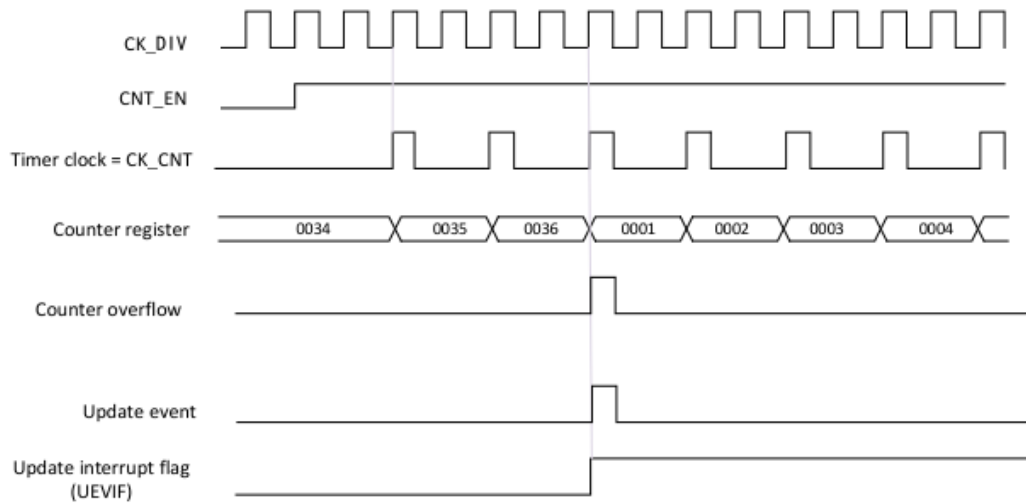 CK_DIV
CNT_EN
Timer clock = CK_CNT
Counter register
0034
0035
0036
0001
0002
0003
0004
Counter overflow
Update event
Update interrupt flag
(UEVIF)